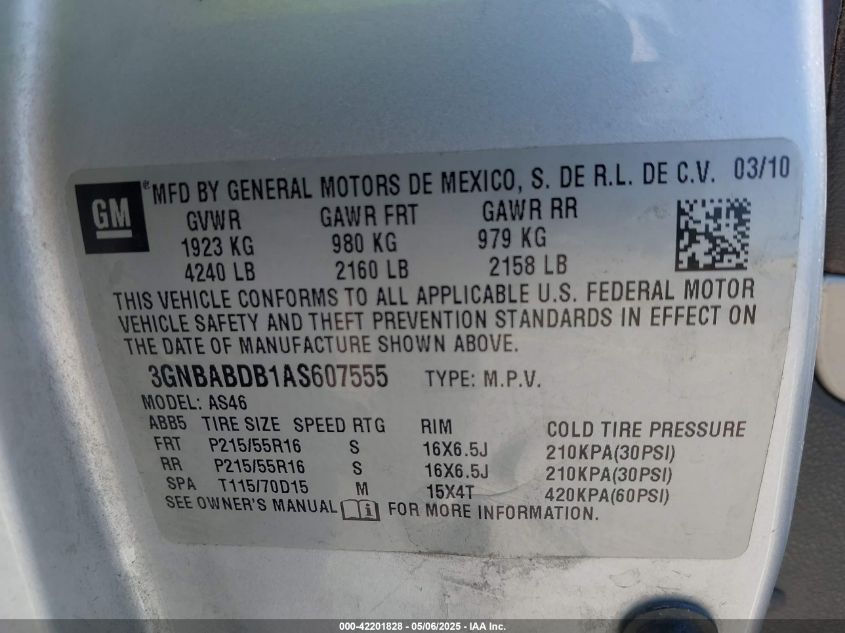 GM
® MFD BY GENERAL MOTORS DE MEXICO, S. DE R.L. DE C.V. 03/10
GVWR GAWR FRT GAWR RR
1923 KG 980 KG 979 KG
4240 LB 2160 LB 2158 LB
THIS VEHICLE CONFORMS TO ALL APPLICABLE U.S. FEDERAL MOTOR
VEHICLE SAFETY AND THEFT PREVENTION STANDARDS IN EFFECT ON
THE DATE OF MANUFACTURE SHOWN ABOVE.
3GNBABDB1AS607555 TYPE: M.P.V.
MODEL: AS46
ABB5 TIRE SIZE SPEED RTG RIM COLD TIRE PRESSURE
FRT P215/55R16 S 16X6.5J 210KPA(30PSI)
RR P215/55R16 S 16X6.5J 210KPA(30PSI)
SPA T115/70D15 M 15X4T 420KPA(60PSI)
SEE OWNER'S MANUAL i FOR MORE INFORMATION.
000-42201828 - 05/06/2025 - IAA Inc.